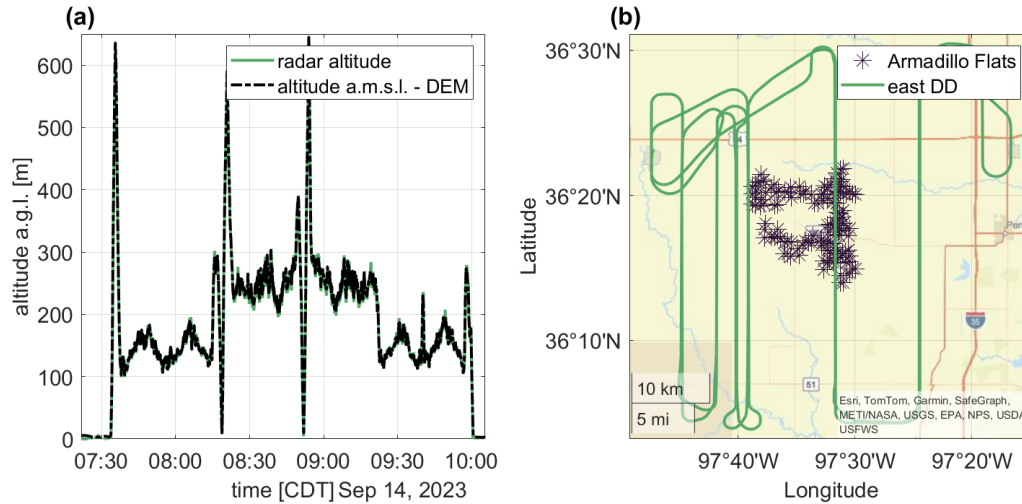 (a)
(b)
radar altitude
altitude a.m.s.l. - DEM
altitude a.g.l. [m]
600
500
400
300
200
100
0
07:30
08:00
08:30
09:00
09:30
10:00
time [CDT] Sep 14, 2023
Armadillo Flats
east DD
Latitude
36°30'N
36°20'N
36°10'N
35
51
10 km
5 mi
Esri, TomTom, Garmin, SafeGraph,
METI/NASA, USGS, EPA, NPS, USDA
USFWS
97°40'W
97°30'W
97°20'W
Longitude